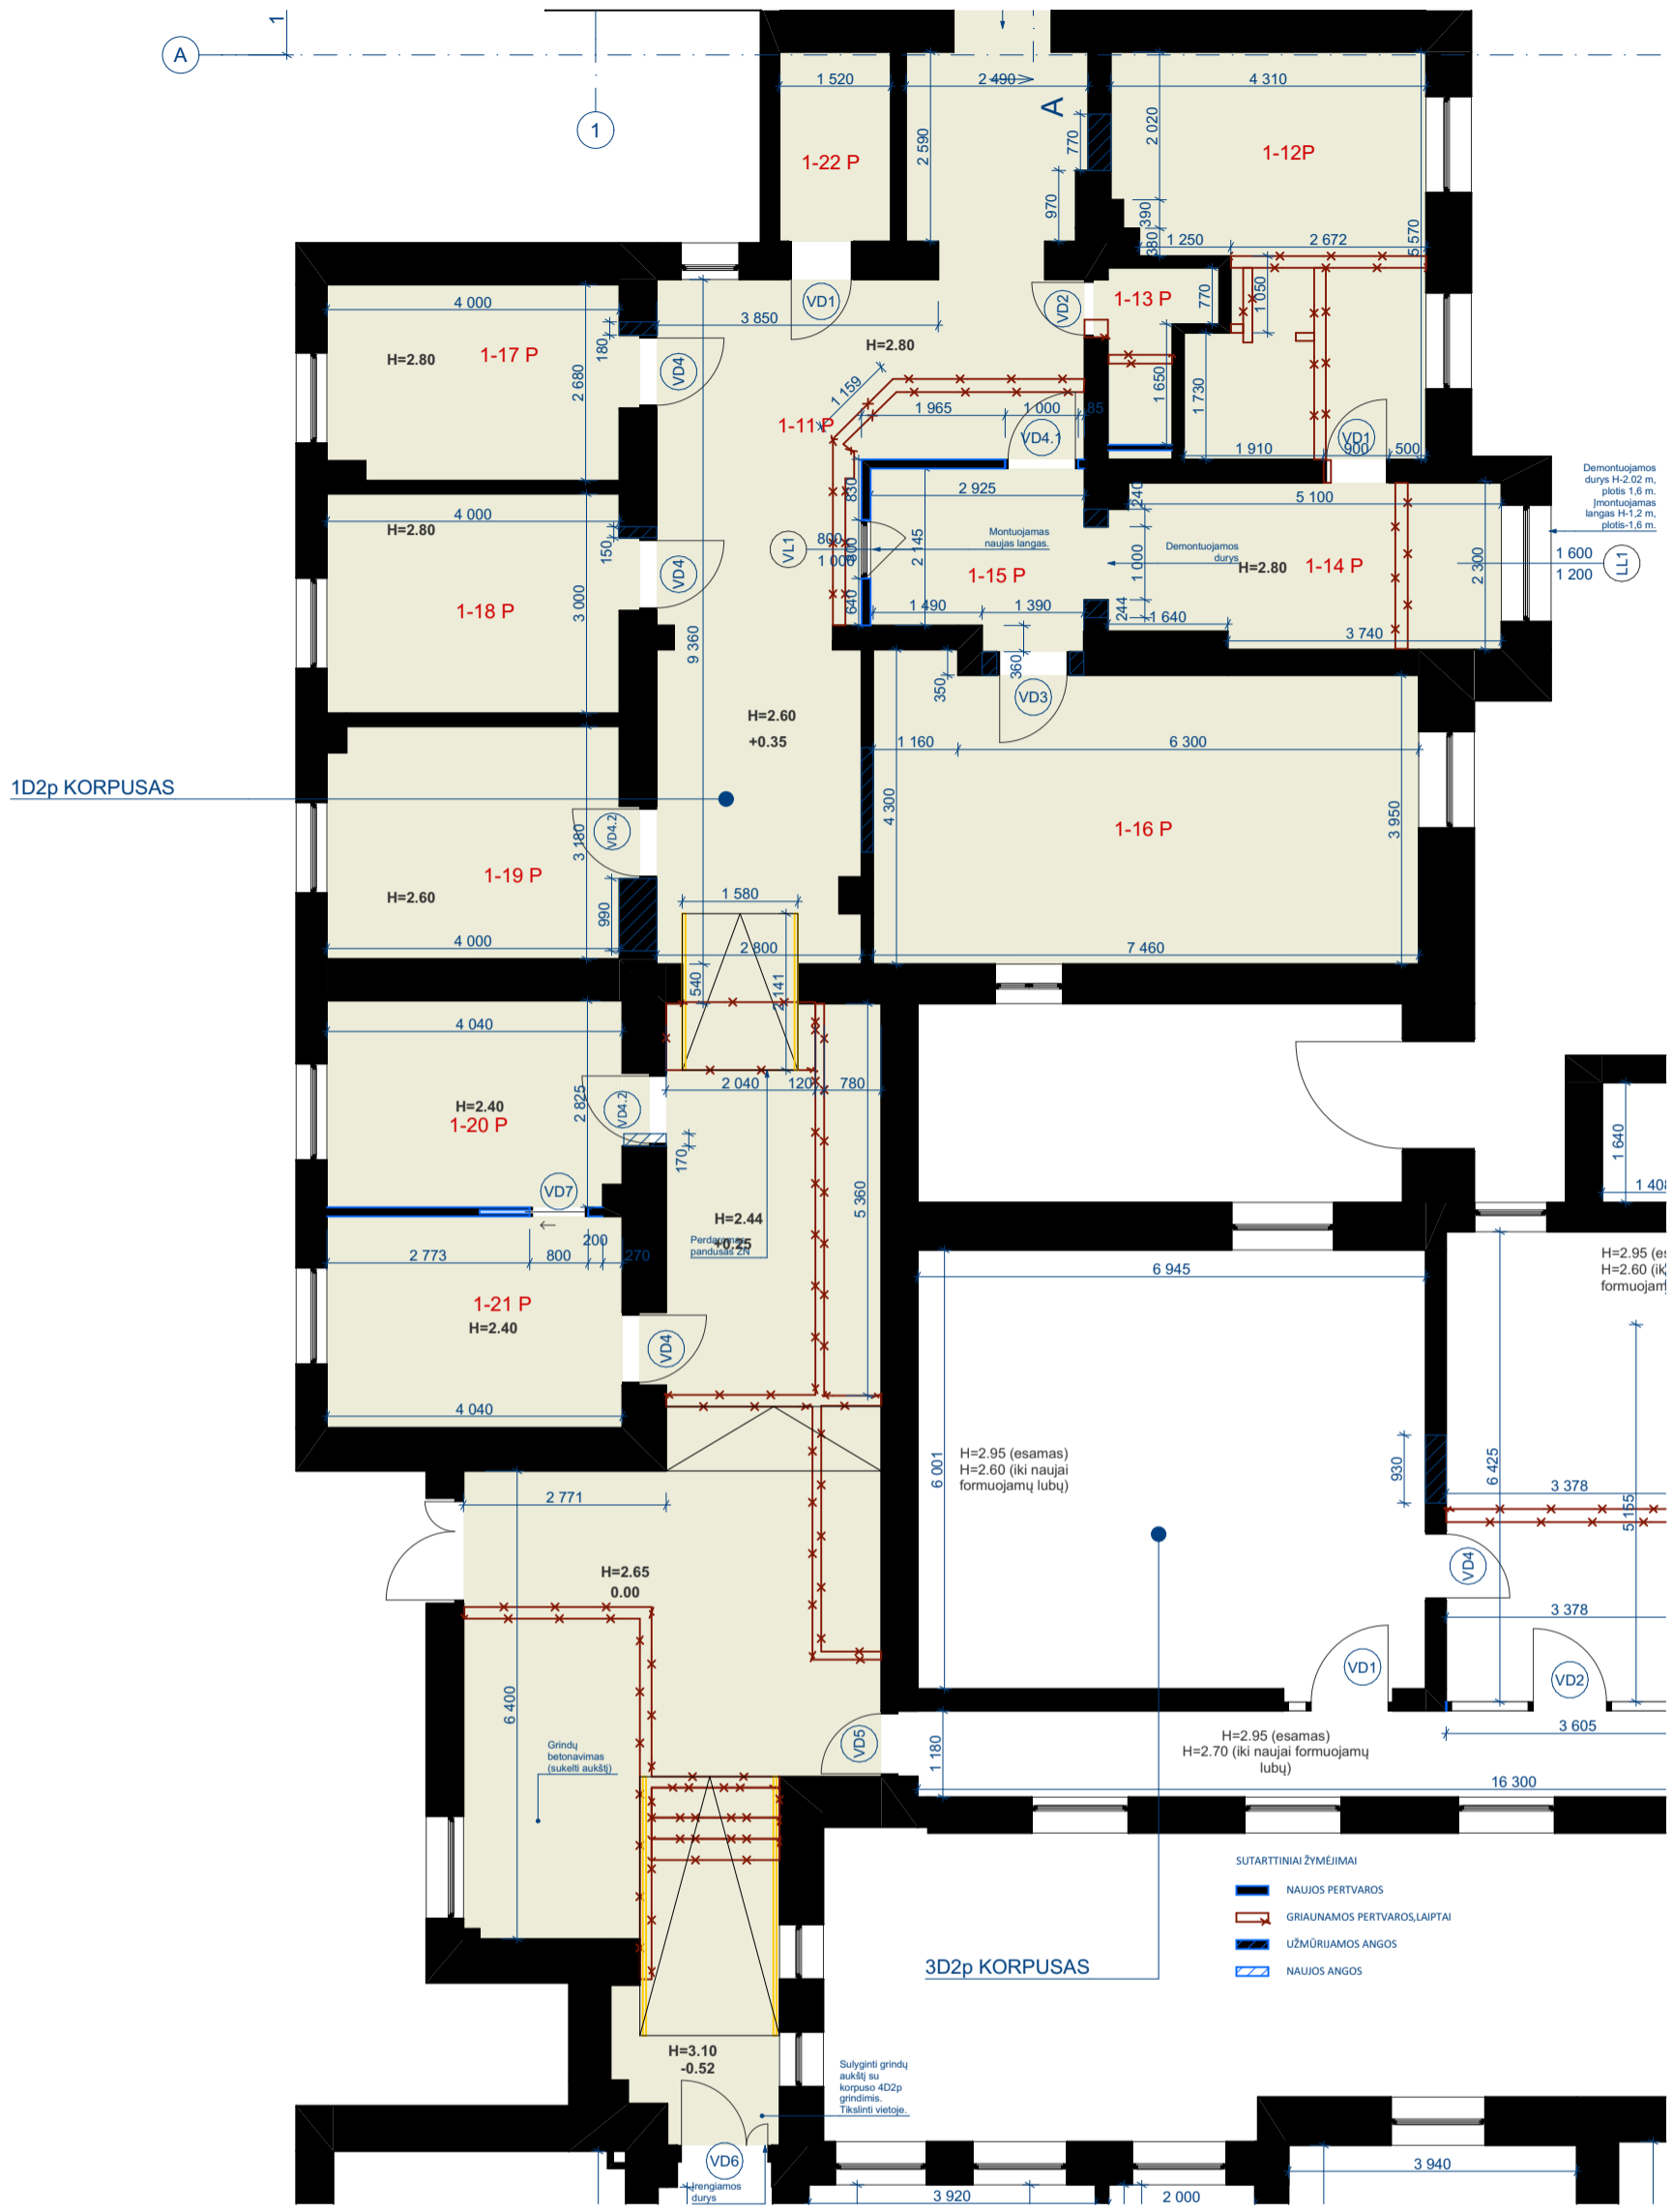 1
A
1
1 520
2 490
4 310
A
770
2 020
2 590
1-22 P
1-12P
970
390
380
1 250
2 672
5 570
VD1
VD2
1-13 P
770
1 050
4 000
3 850
H=2.80
H=2.80
1-17 P
180
VD4
2 680
1 159
1 965
1 000
85
1 650
1 730
1-11 P
VD4.1
VD1
1 910
900
500
4 000
H=2.80
150
VD4
830
2 925
240
5 100
Demontuojamos
durys H-2.02 m,
plotis 1,6 m.
Įmontuojamas
langas H-1,2 m,
plotis-1,6 m.
VL1
800
1 000
800
2 145
Montuojamas
naujas langas.
1 000
Demontuojamos
durys
H=2.80
1-14 P
2 300
1 600
1 200
LL1
1-15 P
1-18 P
3 000
640
1 490
1 390
244
1 640
3 740
9 360
350
360
VD3
H=2.60
+0.35
1 160
6 300
1D2p KORPUSAS
4 300
3 950
VD4.2
3 180
1-16 P
1-19 P
H=2.60
990
1 580
4 000
2 800
7 460
540
2 141
4 040
2 040
120
780
2 825
H=2.40
1-20 P
VD4.2
170
1 640
VD7
5 360
H=2.44
+0.25
Perdaromas
pandusas ŽN
200
2 773
800
270
6 945
H=2.60
1-21 P
H=2.40
VD4
4 040
6 001
H=2.95 (esamas)
H=2.60 (iki naujai
formuojamų lubų)
930
6 425
3 378
5 155
2 771
H=2.65
0.00
VD4
3 378
VD1
VD2
6 400
Grindų
betonavimas
(sukelti aukštį)
VD5
1 180
H=2.95 (esamas)
H=2.70 (iki naujai formuojamų
lubų)
3 605
16 300
SUTARTTINIAI ŽYMĖJIMAI
NAUJOS PERTVAROS
GRIAUNAMOS PERTVAROS,LAIPTAI
UŽMŪRIJAMOS ANGOS
NAUJOS ANGOS
3D2p KORPUSAS
H=3.10
-0.52
Sulyginti grindų
aukštį su
korpuso 4D2p
grindimis.
Tikslinti vietoje.
VD6
Įrengiamos
durys
3 920
2 000
3 940